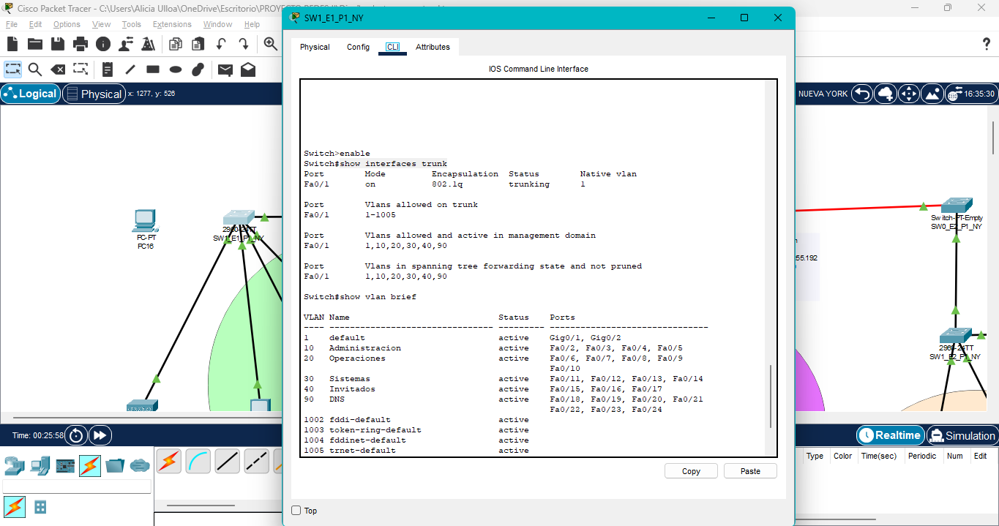 Cisco Packet Tracer - C:\Users\Alicia Ulloa\OneDrive\Escritorio\PROYECTO REDES II\
File Edit Options View Tools Extensions Window Help
Logical Physical x: 1277, y: 526
NUEVA YORK 16:35:30
SW1_E1_P1_NY
Physical Config CLI Attributes
IOS Command Line Interface
Switch>enable
Switch#show interfaces trunk
Port Mode Encapsulation Status Native vlan
Fa0/1 on 802.1q trunking 1
Port Vlans allowed on trunk
Fa0/1 1-1005
Port Vlans allowed and active in management domain
Fa0/1 1,10,20,30,40,90
Port Vlans in spanning tree forwarding state and not pruned
Fa0/1 1,10,20,30,40,90
Switch#show vlan brief
VLAN Name Status Ports
---- -------------------------------- --------- -------------------------------
1 default active Gig0/1, Gig0/2
10 Administracion active Fa0/2, Fa0/3, Fa0/4, Fa0/5
20 Operaciones active Fa0/6, Fa0/7, Fa0/8, Fa0/9
Fa0/10
30 Sistemas active Fa0/11, Fa0/12, Fa0/13, Fa0/14
40 Invitados active Fa0/15, Fa0/16, Fa0/17
90 DNS active Fa0/18, Fa0/19, Fa0/20, Fa0/21
Fa0/22, Fa0/23, Fa0/24
1002 fddi-default active
1003 token-ring-default active
1004 fddinet-default active
1005 trnet-default active
Copy Paste
Top
PC-PT
PC16
2960-24TT
SW1_E1_P1_NY
Switch-PT-Empty
SW0_E2_P1_NY
55.192
2960-24TT
SW1_E2_P1_NY
Time: 00:25:58
Realtime Simulation
Type Color Time(sec) Periodic Num Edit